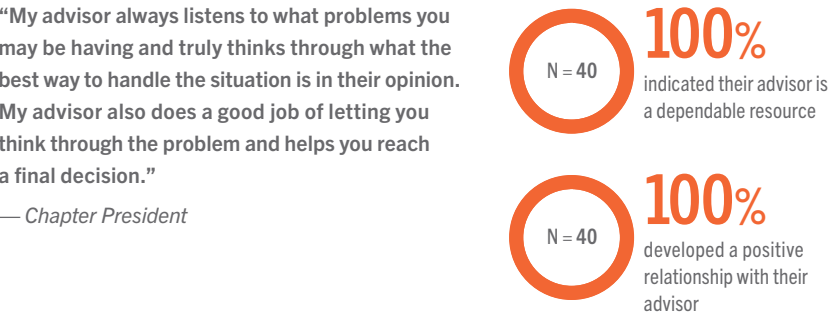 “My advisor always listens to what problems you
may be having and truly thinks through what the
best way to handle the situation is in their opinion.
My advisor also does a good job of letting you
think through the problem and helps you reach
a final decision.”
— Chapter President
N = 40
100%
indicated their advisor is
a dependable resource
N = 40
100%
developed a positive
relationship with their
advisor